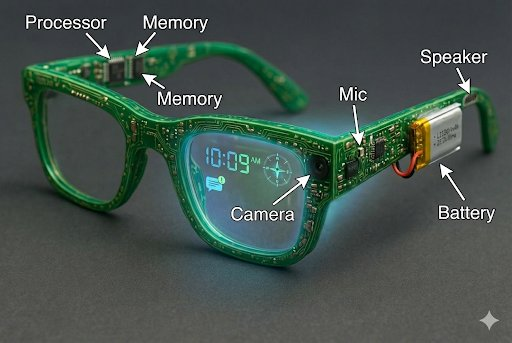 Processor
Memory
Memory
Mic
Speaker
10:09 AM
Camera
Battery